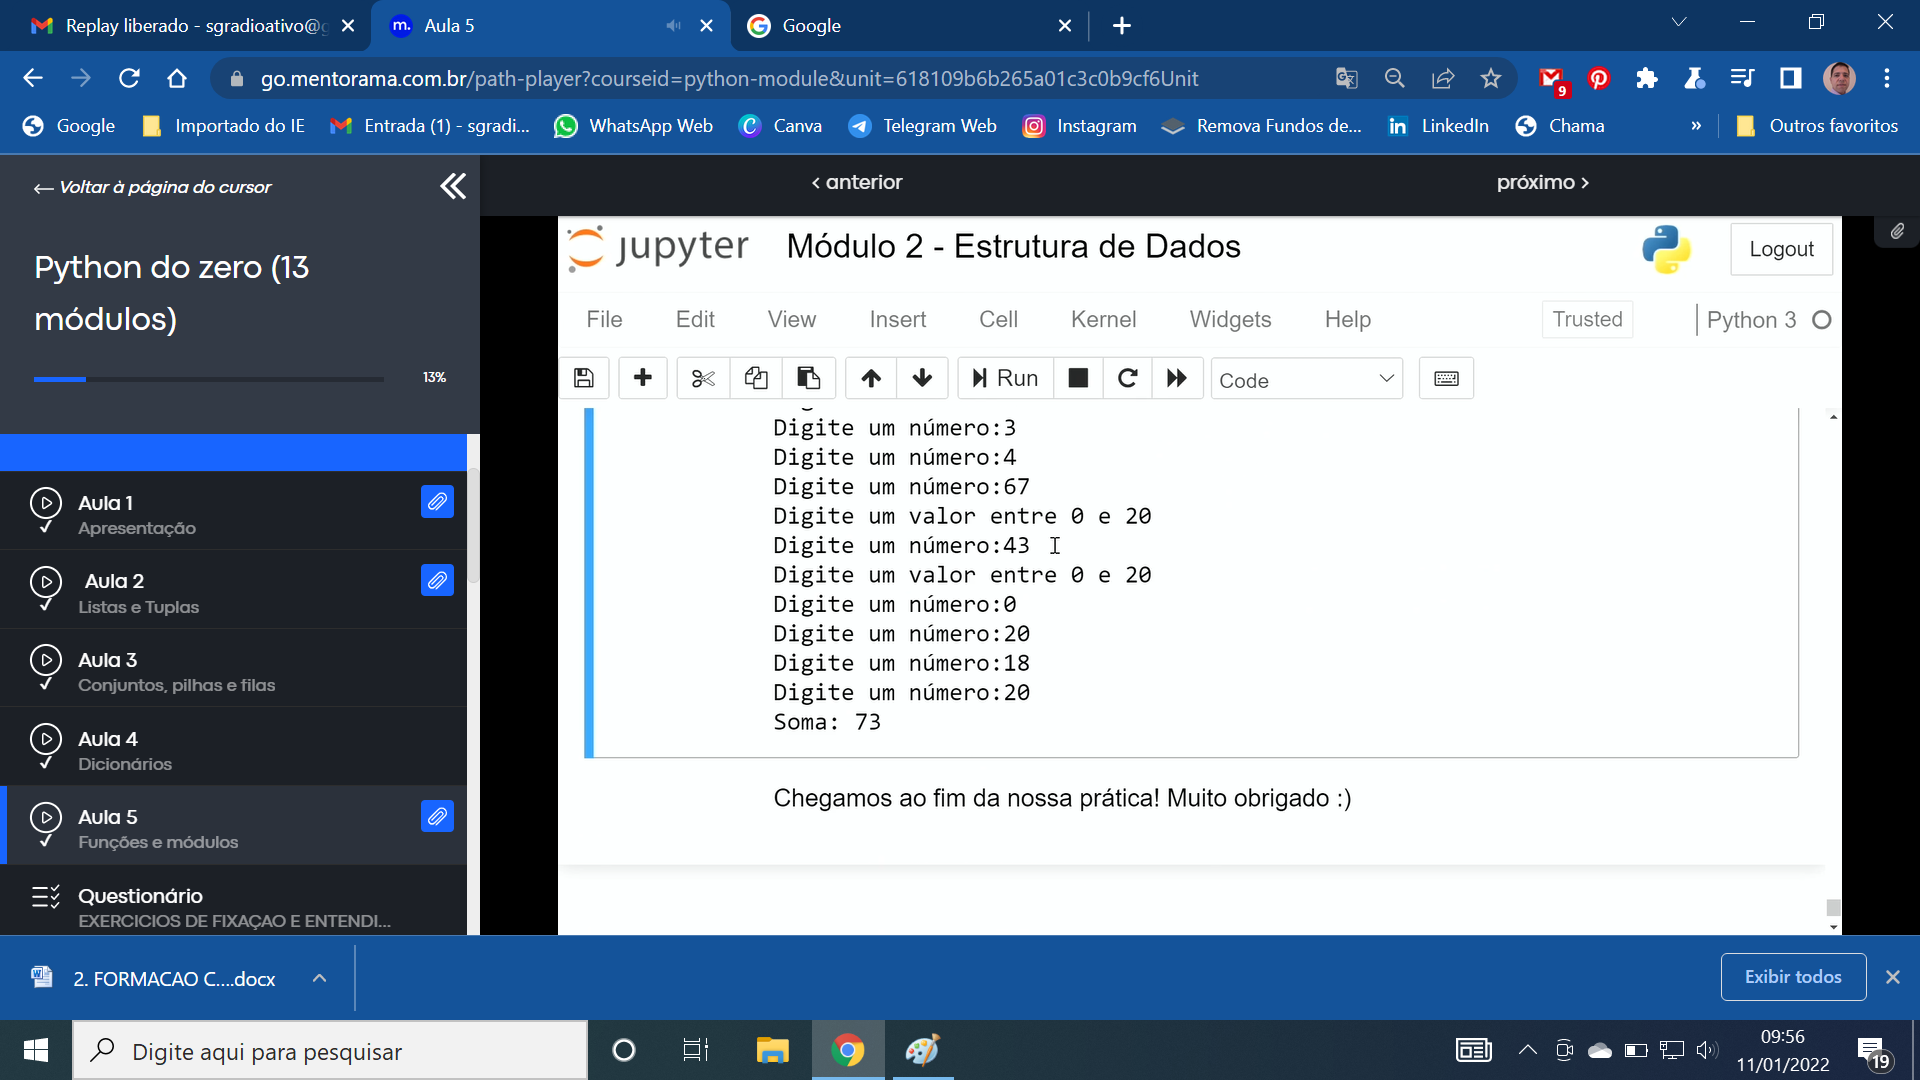 Replay liberado - sgradioativo@g
m. Aula 5
Google
go.mentorama.com.br/path-player?courseid=python-module&unit=618109b6b265a01c3c0b9cf6Unit
9
Google
Importado do IE
Entrada (1) - sgradi...
WhatsApp Web
Canva
Telegram Web
Instagram
Remova Fundos de...
LinkedIn
Chama
»
Outros favoritos
← Voltar à página do cursor
Python do zero (13
módulos)
13%
Aula 1
Apresentação
Aula 2
Listas e Tuplas
Aula 3
Conjuntos, pilhas e filas
Aula 4
Dicionários
Aula 5
Funções e módulos
Questionário
EXERCICIOS DE FIXAÇAO E ENTENDI...
< anterior
próximo >
jupyter
Módulo 2 - Estrutura de Dados
Logout
File Edit View Insert Cell Kernel Widgets Help
Trusted
Python 3
Run
Code
Digite um número:3
Digite um número:4
Digite um número:67
Digite um valor entre 0 e 20
Digite um número:43
Digite um valor entre 0 e 20
Digite um número:0
Digite um número:20
Digite um número:18
Digite um número:20
Soma: 73
Chegamos ao fim da nossa prática! Muito obrigado :)
2. FORMACAO C....docx
Exibir todos
Digite aqui para pesquisar
09:56
11/01/2022
19